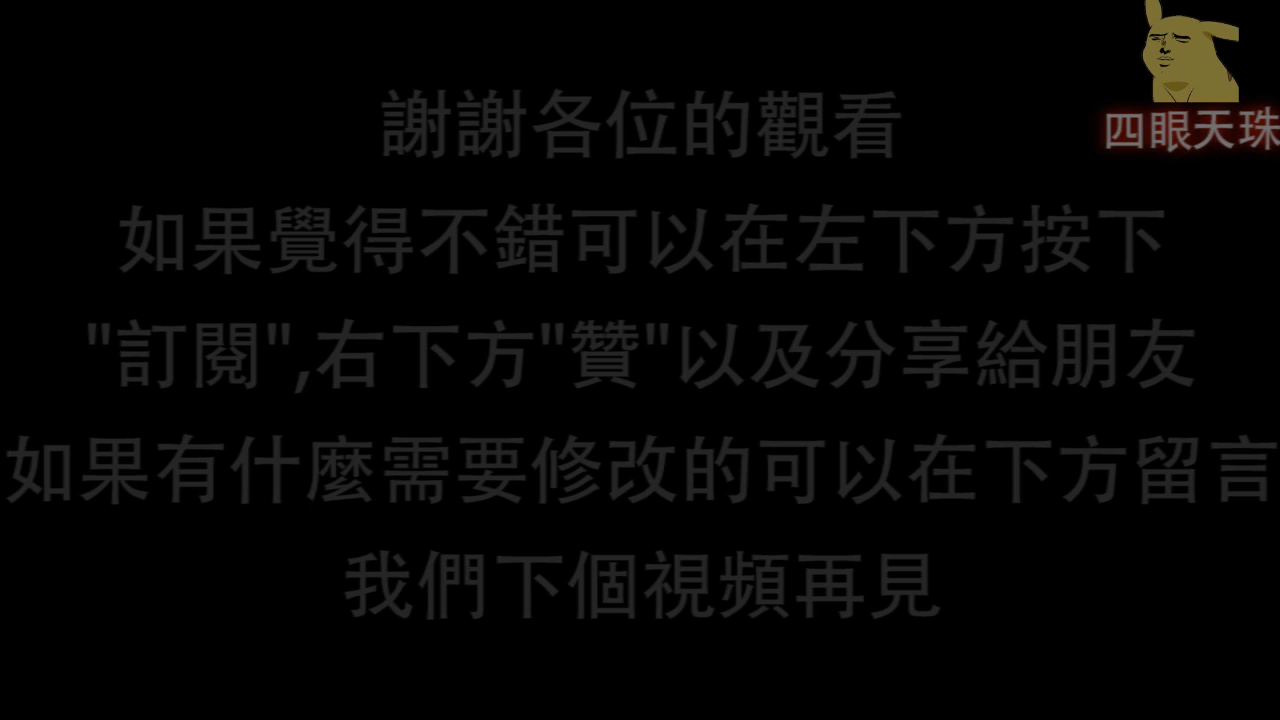 謝謝各位的觀看
四眼天珠
如果覺得不錯可以在左下方按下
"訂閱",右下方"贊"以及分享給朋友
如果有什麼需要修改的可以在下方留言
我們下個視頻再見